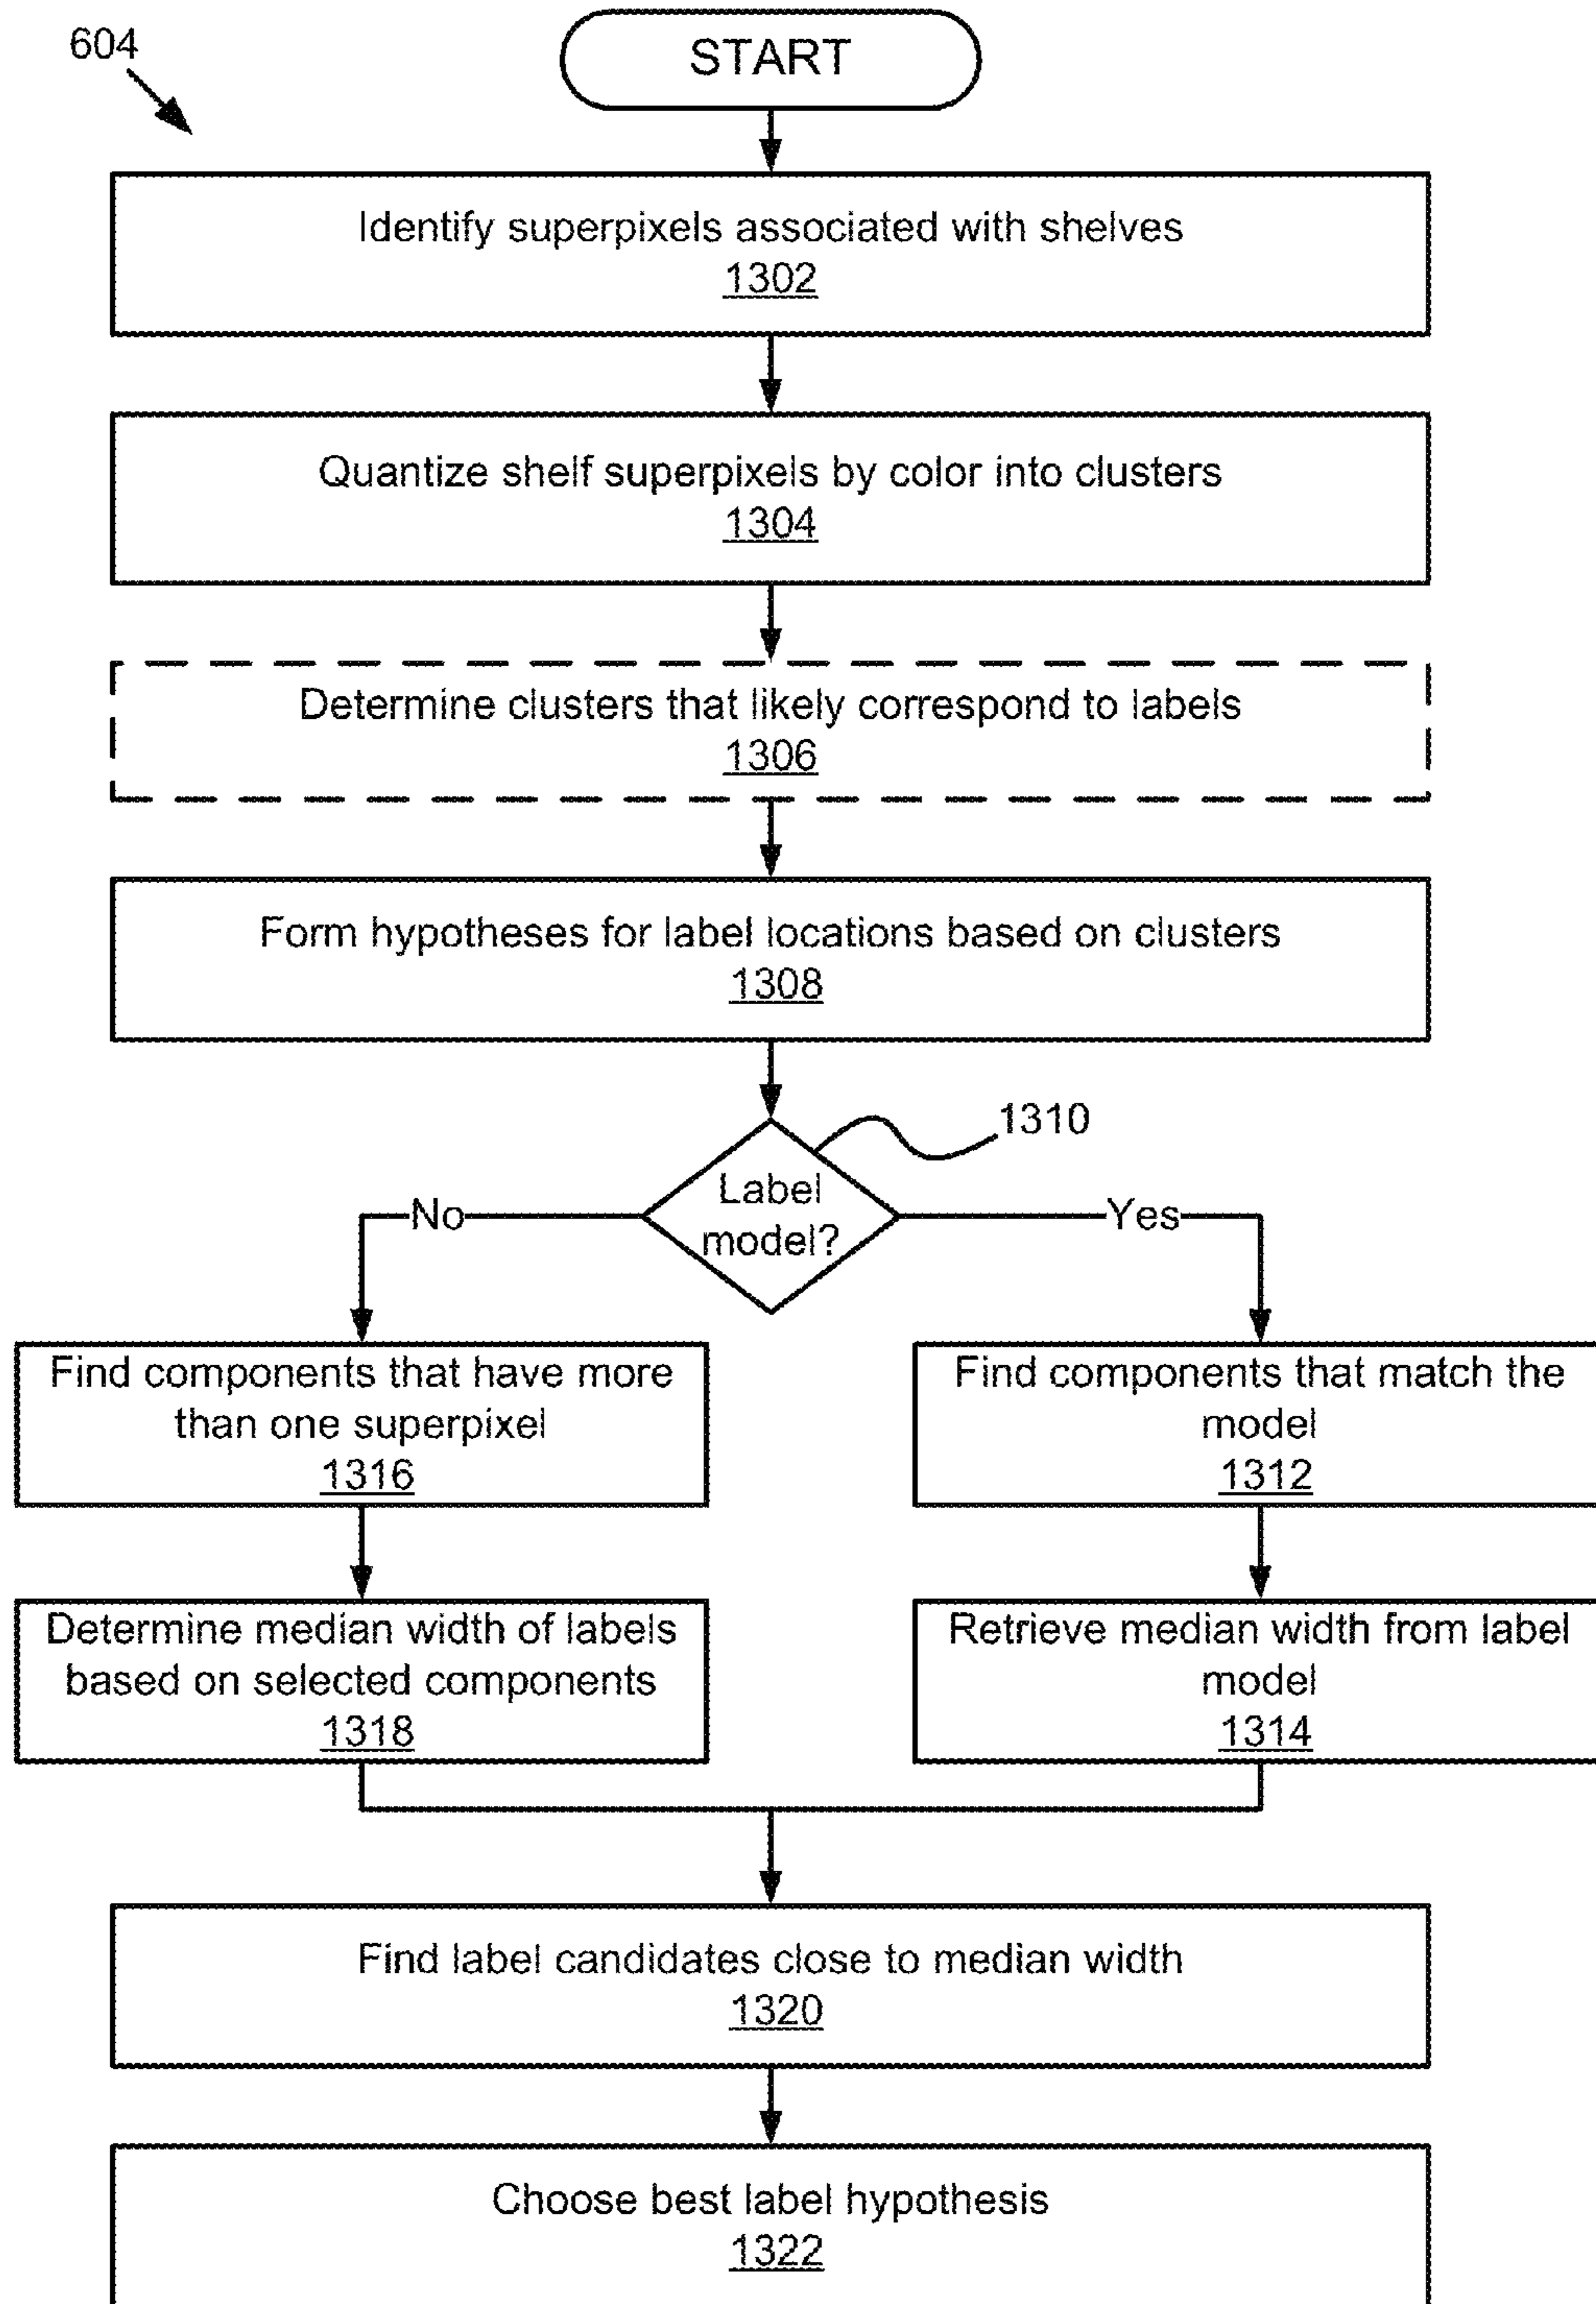 604
START
Identify superpixels associated with shelves
1302
Quantize shelf superpixels by color into clusters
1304
Determine clusters that likely correspond to labels
1306
Form hypotheses for label locations based on clusters
1308
1310
Label
model?
No
Yes
Find components that have more
than one superpixel
1316
Find components that match the
model
1312
Determine median width of labels
based on selected components
1318
Retrieve median width from label
model
1314
Find label candidates close to median width
1320
Choose best label hypothesis
1322